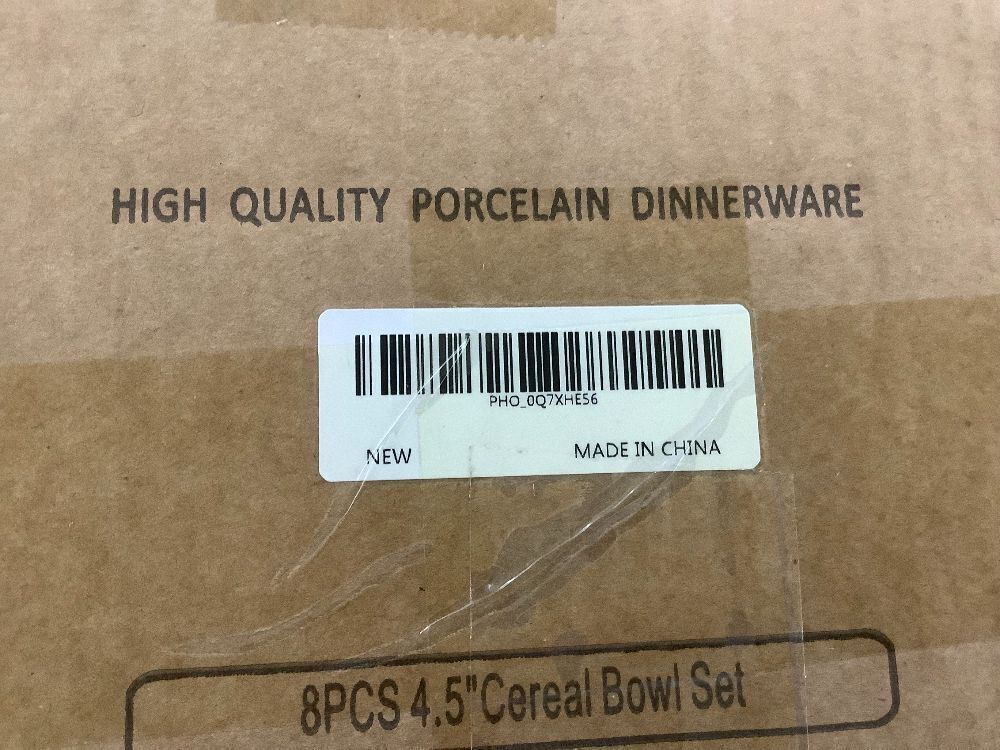 HIGH QUALITY PORCELAIN DINNERWARE
PHO_0Q7XHE56
NEW
MADE IN CHINA
8PCS 4.5"Cereal Bowl Set